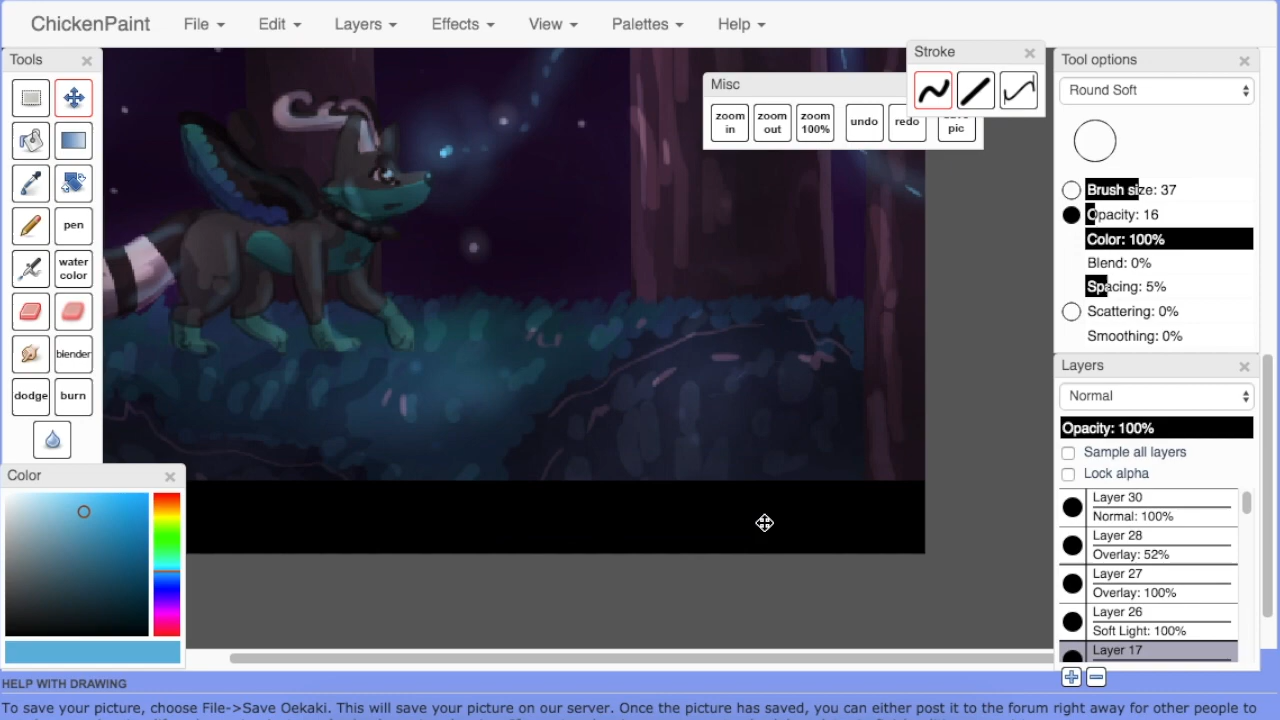 ChickenPaint File Edit Layers Effects View Palettes Help
Tools
pen
water
color
blender
dodge burn
Color
Misc
zoom
in
zoom
out
zoom
100%
undo
redo
pic
Stroke
Tool options
Round Soft
Brush size: 37
Opacity: 16
Color: 100%
Blend: 0%
Spacing: 5%
Scattering: 0%
Smoothing: 0%
Layers
Normal
Opacity: 100%
Sample all layers
Lock alpha
Layer 30
Normal: 100%
Layer 28
Overlay: 52%
Layer 27
Overlay: 100%
Layer 26
Soft Light: 100%
Layer 17
HELP WITH DRAWING
To save your picture, choose File->Save Oekaki. This will save your picture on our server. Once the picture has saved, you can either post it to the forum right away for other people to